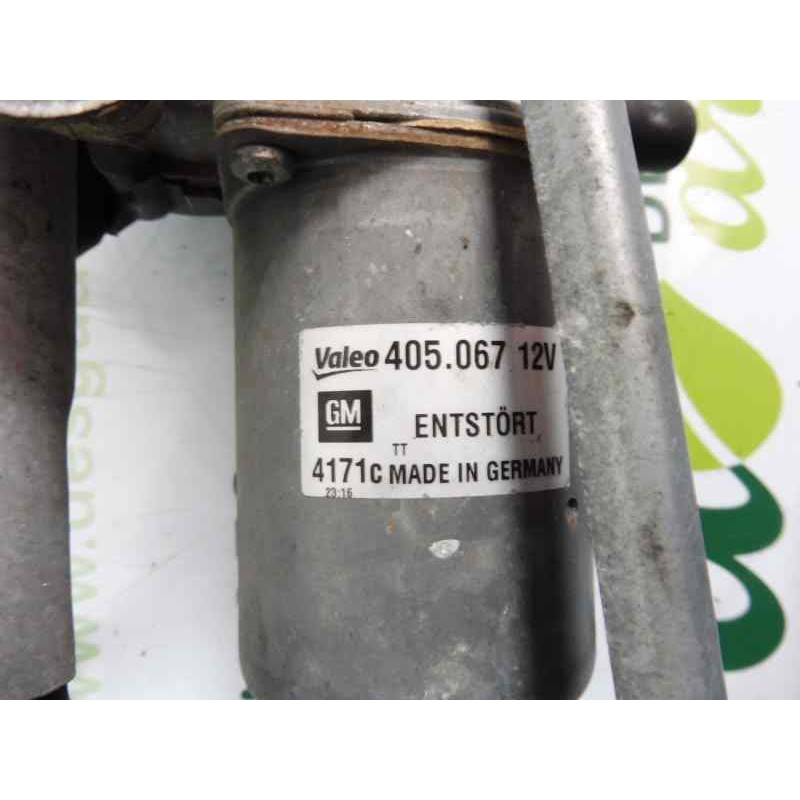 Valeo 405.067 12V
GM
ENTSTÖRT
TT
4171C MADE IN GERMANY
23:16